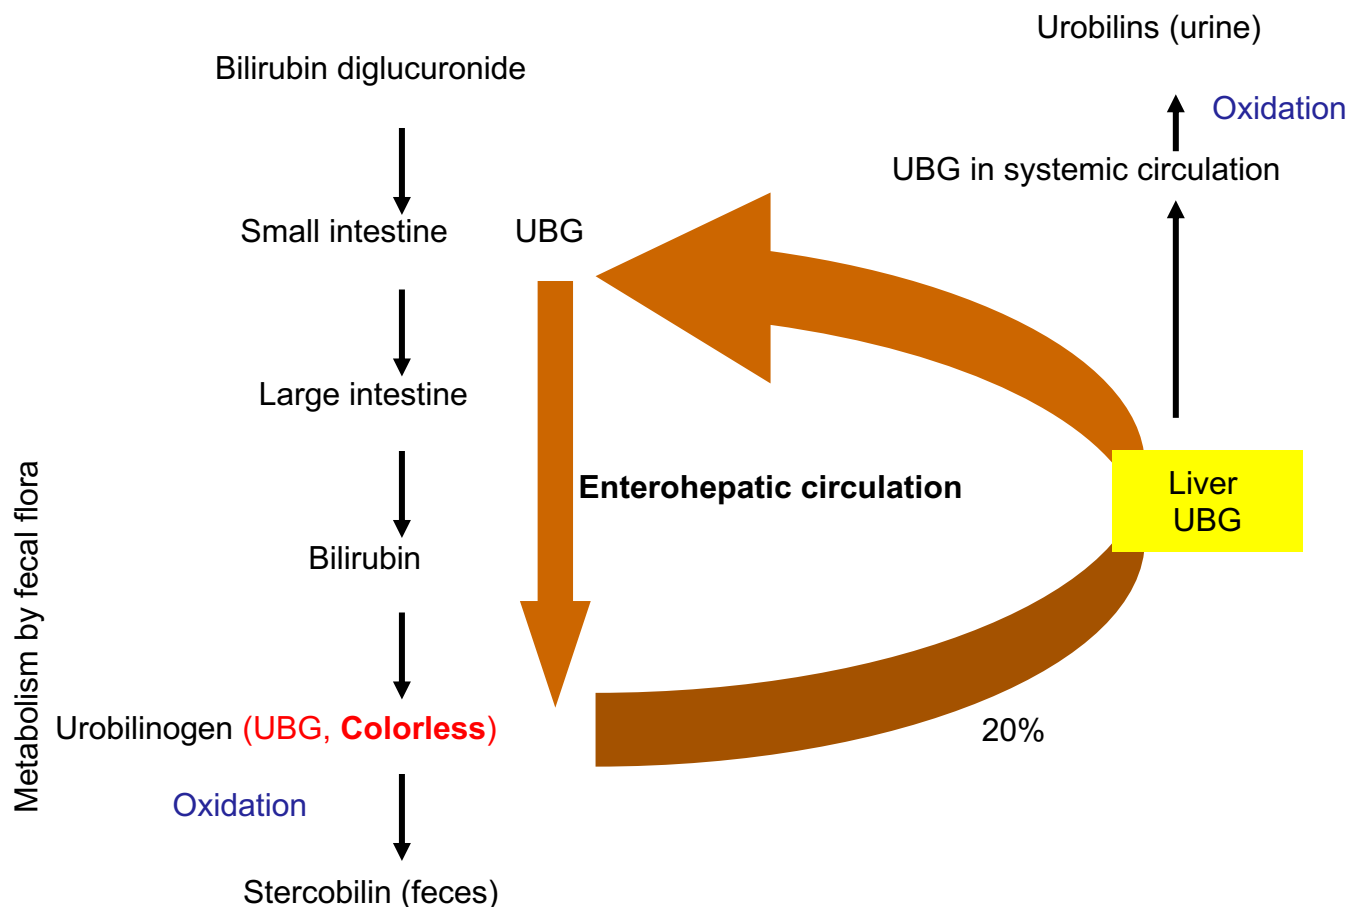 Urobilins (urine)
Bilirubin diglucuronide
Oxidation
UBG in systemic circulation
Small intestine
UBG
Large intestine
Enterohepatic circulation
Liver
UBG
Metabolism by fecal flora
Bilirubin
Urobilinogen (UBG, Colorless)
20%
Oxidation
Stercobilin (feces)